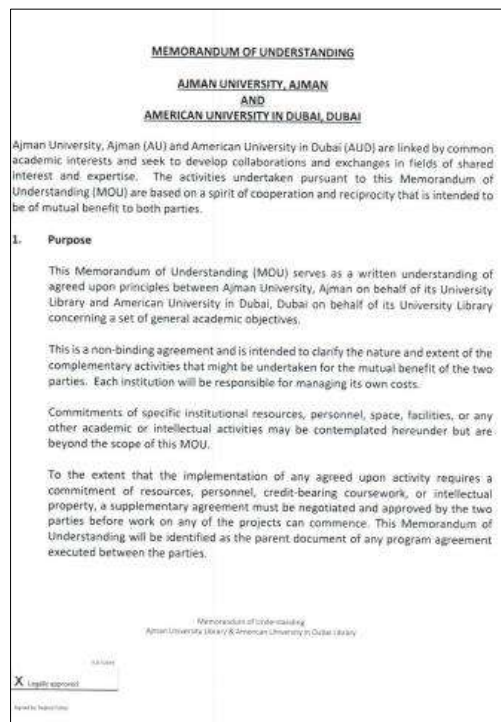 MEMORANDUM OF UNDERSTANDING
AJMAN UNIVERSITY, AJMAN
AND
AMERICAN UNIVERSITY IN DUBAI, DUBAI
Ajman University, Ajman (AU) and American University in Dubai (AUD) are linked by common
academic interests and seek to develop collaborations and exchanges in fields of shared
interest and expertise. The activities undertaken pursuant to this Memorandum of
Understanding (MOU) are based on a spirit of cooperation and reciprocity that is intended to
be of mutual benefit to both parties.
1. Purpose
This Memorandum of Understanding (MOU) serves as a written understanding of
agreed upon principles between Ajman University, Ajman on behalf of its University
Library and American University in Dubai, Dubai on behalf of its University Library
concerning a set of general academic objectives.
This is a non-binding agreement and is intended to clarify the nature and extent of the
complementary activities that might be undertaken for the mutual benefit of the two
parties. Each institution will be responsible for managing its own costs.
Commitments of specific institutional resources, personnel, space, facilities, or any
other academic or intellectual activities may be contemplated hereunder but are
beyond the scope of this MOU.
To the extent that the implementation of any agreed upon activity requires a
commitment of resources, personnel, credit-bearing coursework, or intellectual
property, a supplementary agreement must be negotiated and approved by the two
parties before work on any of the projects can commence. This Memorandum of
Understanding will be identified as the parent document of any program agreement
executed between the parties.
Memorandum of Understanding
Ajman University Library & American University in Dubai Library
X Legally approved
Signed by: